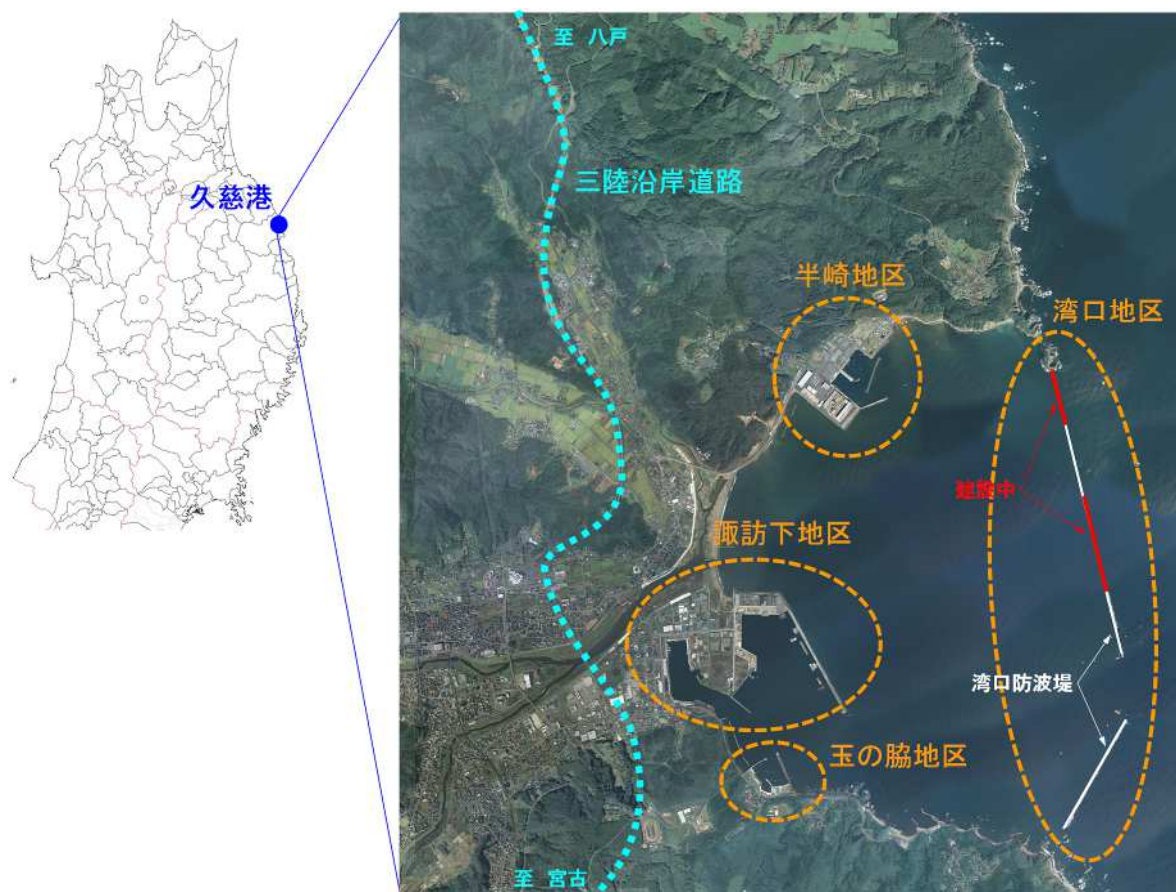 久慈港
至 八戸
三陸沿岸道路
半崎地区
湾口地区
建設中
諏訪下地区
湾口防波堤
玉の脇地区
至 宮古